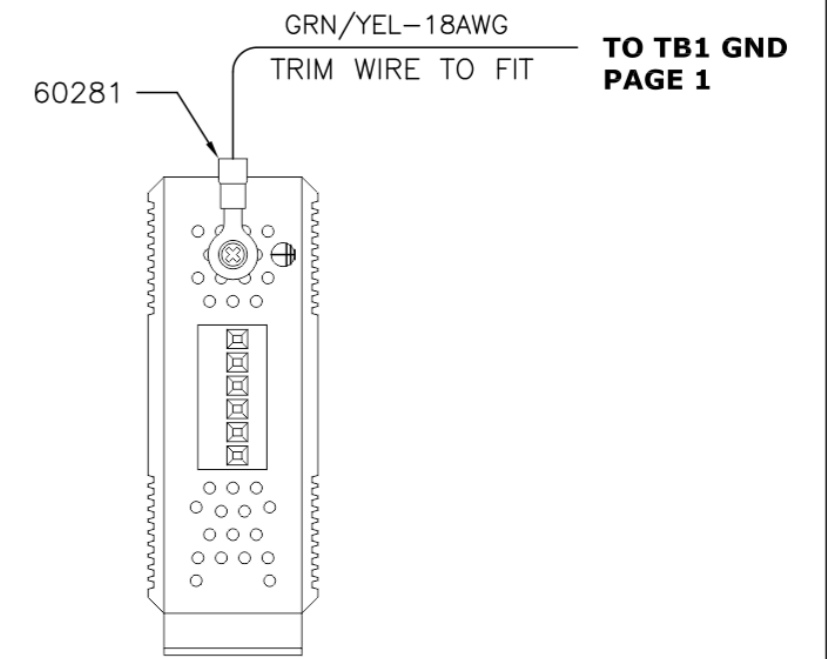 GRN/YEL-18AWG
TRIM WIRE TO FIT
TO TB1 GND
PAGE 1
60281